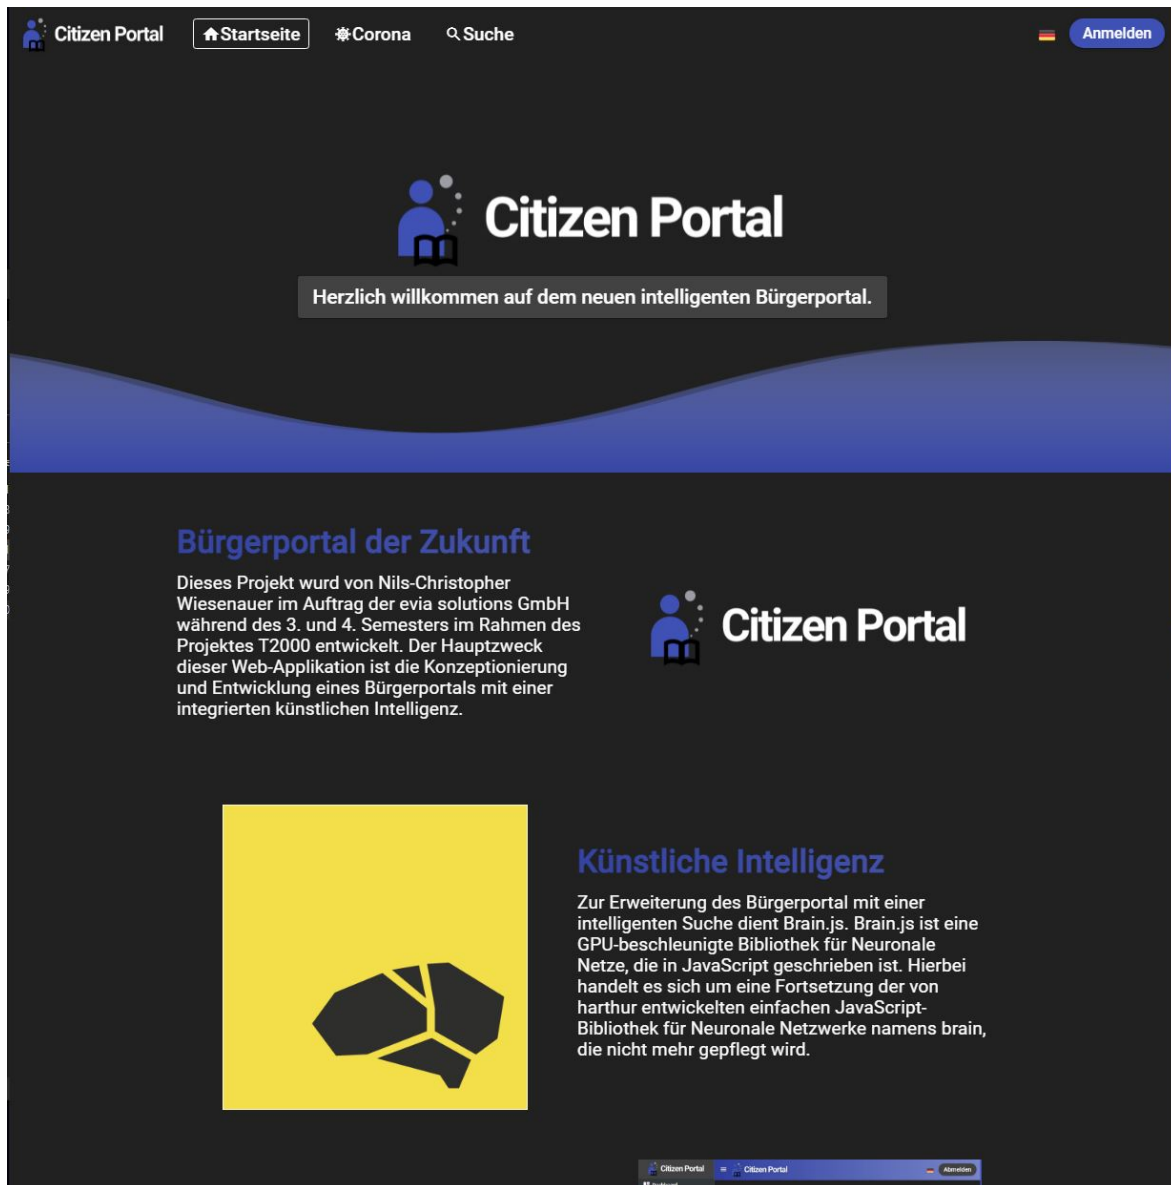 Citizen Portal Startseite Corona Suche Anmelden
Citizen Portal
Herzlich willkommen auf dem neuen intelligenten Bürgerportal.
Bürgerportal der Zukunft
Dieses Projekt wurd von Nils-Christopher
Wiesenauer im Auftrag der evia solutions GmbH
während des 3. und 4. Semesters im Rahmen des
Projektes T2000 entwickelt. Der Hauptzweck
dieser Web-Applikation ist die Konzeptionierung
und Entwicklung eines Bürgerportals mit einer
integrierten künstlichen Intelligenz.
Citizen Portal
Künstliche Intelligenz
Zur Erweiterung des Bürgerportal mit einer
intelligenten Suche dient Brain.js. Brain.js ist eine
GPU-beschleunigte Bibliothek für Neuronale
Netze, die in JavaScript geschrieben ist. Hierbei
handelt es sich um eine Fortsetzung der von
harthur entwickelten einfachen JavaScript-
Bibliothek für Neuronale Netzwerke namens brain,
die nicht mehr gepflegt wird.
Citizen Portal Citizen Portal Abmelden